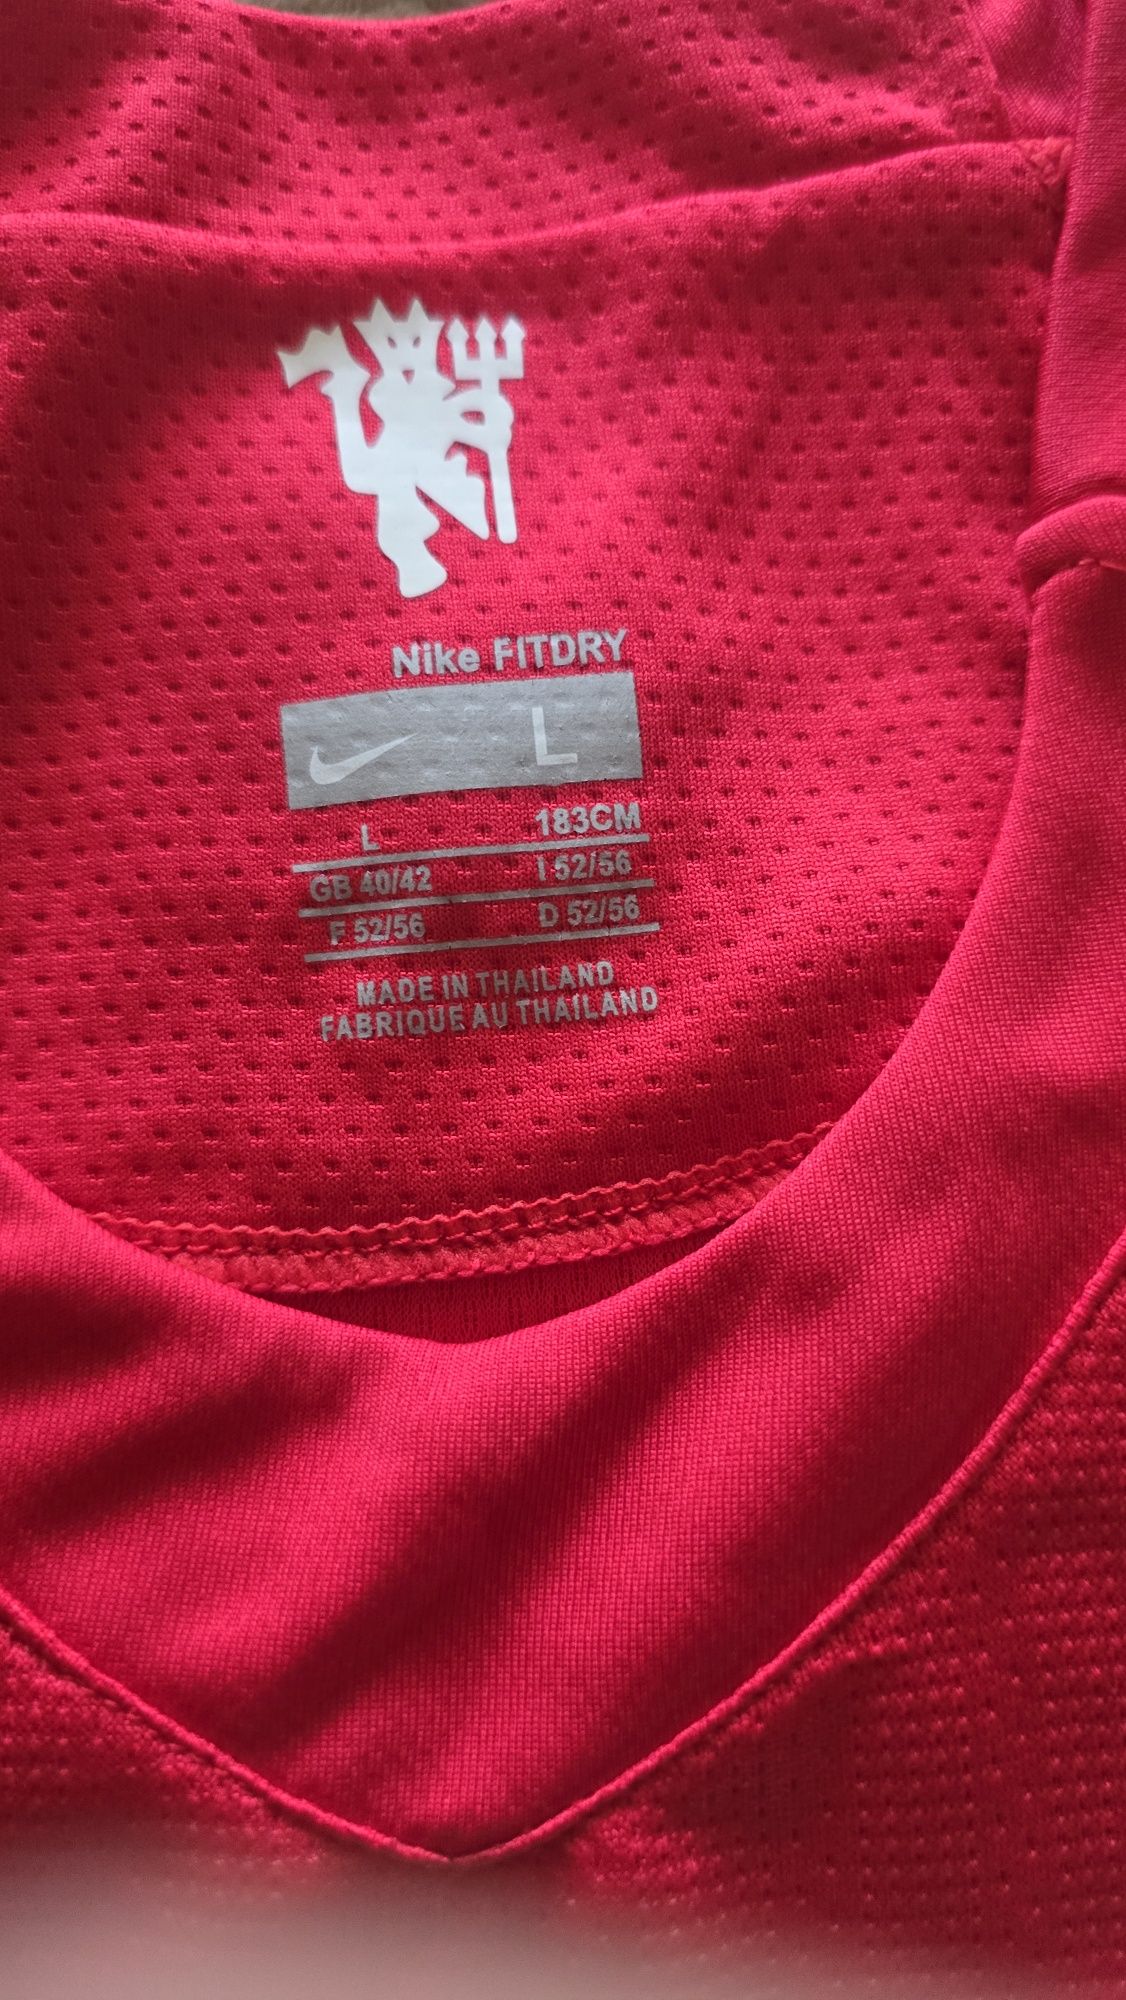 Nike FITDRY
L
L 183CM
GB 40/42 I 52/56
F 52/56 D 52/56
MADE IN THAILAND
FABRIQUE AU THAILAND